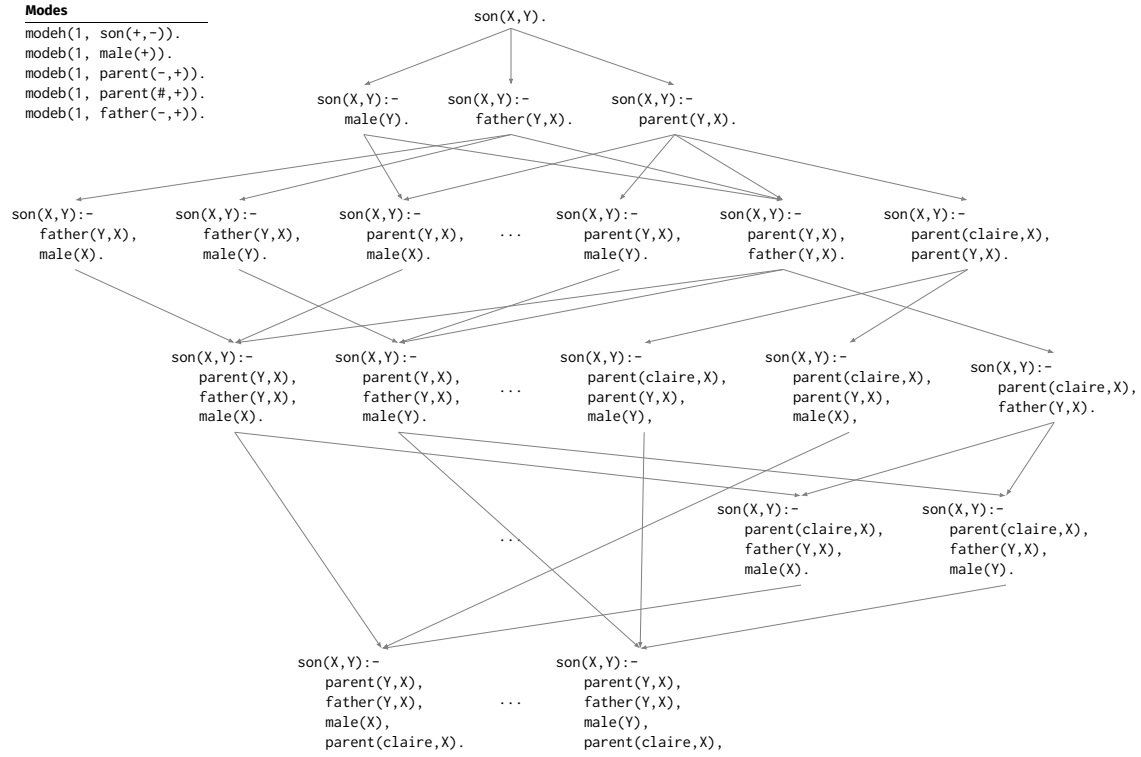 Modes
modeh(1, son(+,-)).
modeb(1, male(+)).
modeb(1, parent(-,+)).
modeb(1, parent(#,+)).
modeb(1, father(-,+)).
son(X,Y).
son(X,Y):-
male(Y).
son(X,Y):-
father(Y,X).
son(X,Y):-
parent(Y,X).
son(X,Y):-
father(Y,X),
male(X).
son(X,Y):-
father(Y,X),
male(Y).
son(X,Y):-
parent(Y,X),
male(X).
...
son(X,Y):-
parent(Y,X),
male(Y).
son(X,Y):-
parent(Y,X),
father(Y,X).
son(X,Y):-
parent(claire,X),
parent(Y,X).
son(X,Y):-
parent(Y,X),
father(Y,X),
male(X).
son(X,Y):-
parent(Y,X),
father(Y,X),
male(Y).
...
son(X,Y):-
parent(claire,X),
parent(Y,X),
male(Y),
son(X,Y):-
parent(claire,X),
parent(Y,X),
male(X),
son(X,Y):-
parent(claire,X),
father(Y,X).
...
son(X,Y):-
parent(claire,X),
father(Y,X),
male(X).
son(X,Y):-
parent(claire,X),
father(Y,X),
male(Y).
son(X,Y):-
parent(Y,X),
father(Y,X),
male(X),
parent(claire,X).
...
son(X,Y):-
parent(Y,X),
father(Y,X),
male(Y),
parent(claire,X),